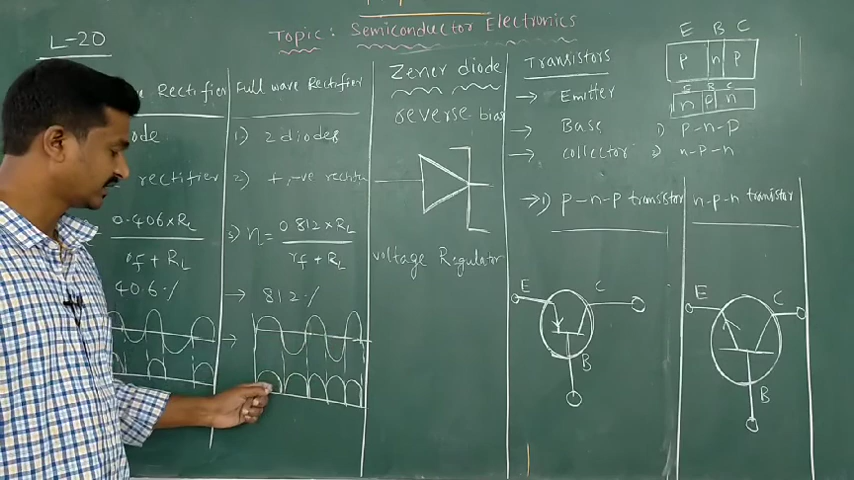 L-20
Topic: Semiconductor Electronics
Rectifier
ode
rectifier
0.406×RL
rf + RL
40.6%
Full wave Rectifier
1) 2 diodes
2) +,-ve rectifi
3) η = 0.812×RL
rf + RL
→ 81.2%
→
Zener diode
reverse bias
voltage Regulator
Transistors
→ Emitter
→ Base
→ collector
E B C
p n p
E B C
n p n
1) p-n-p
2) n-p-n
→ 1) p-n-p transistor
E C
B
n-p-n transistor
E C
B